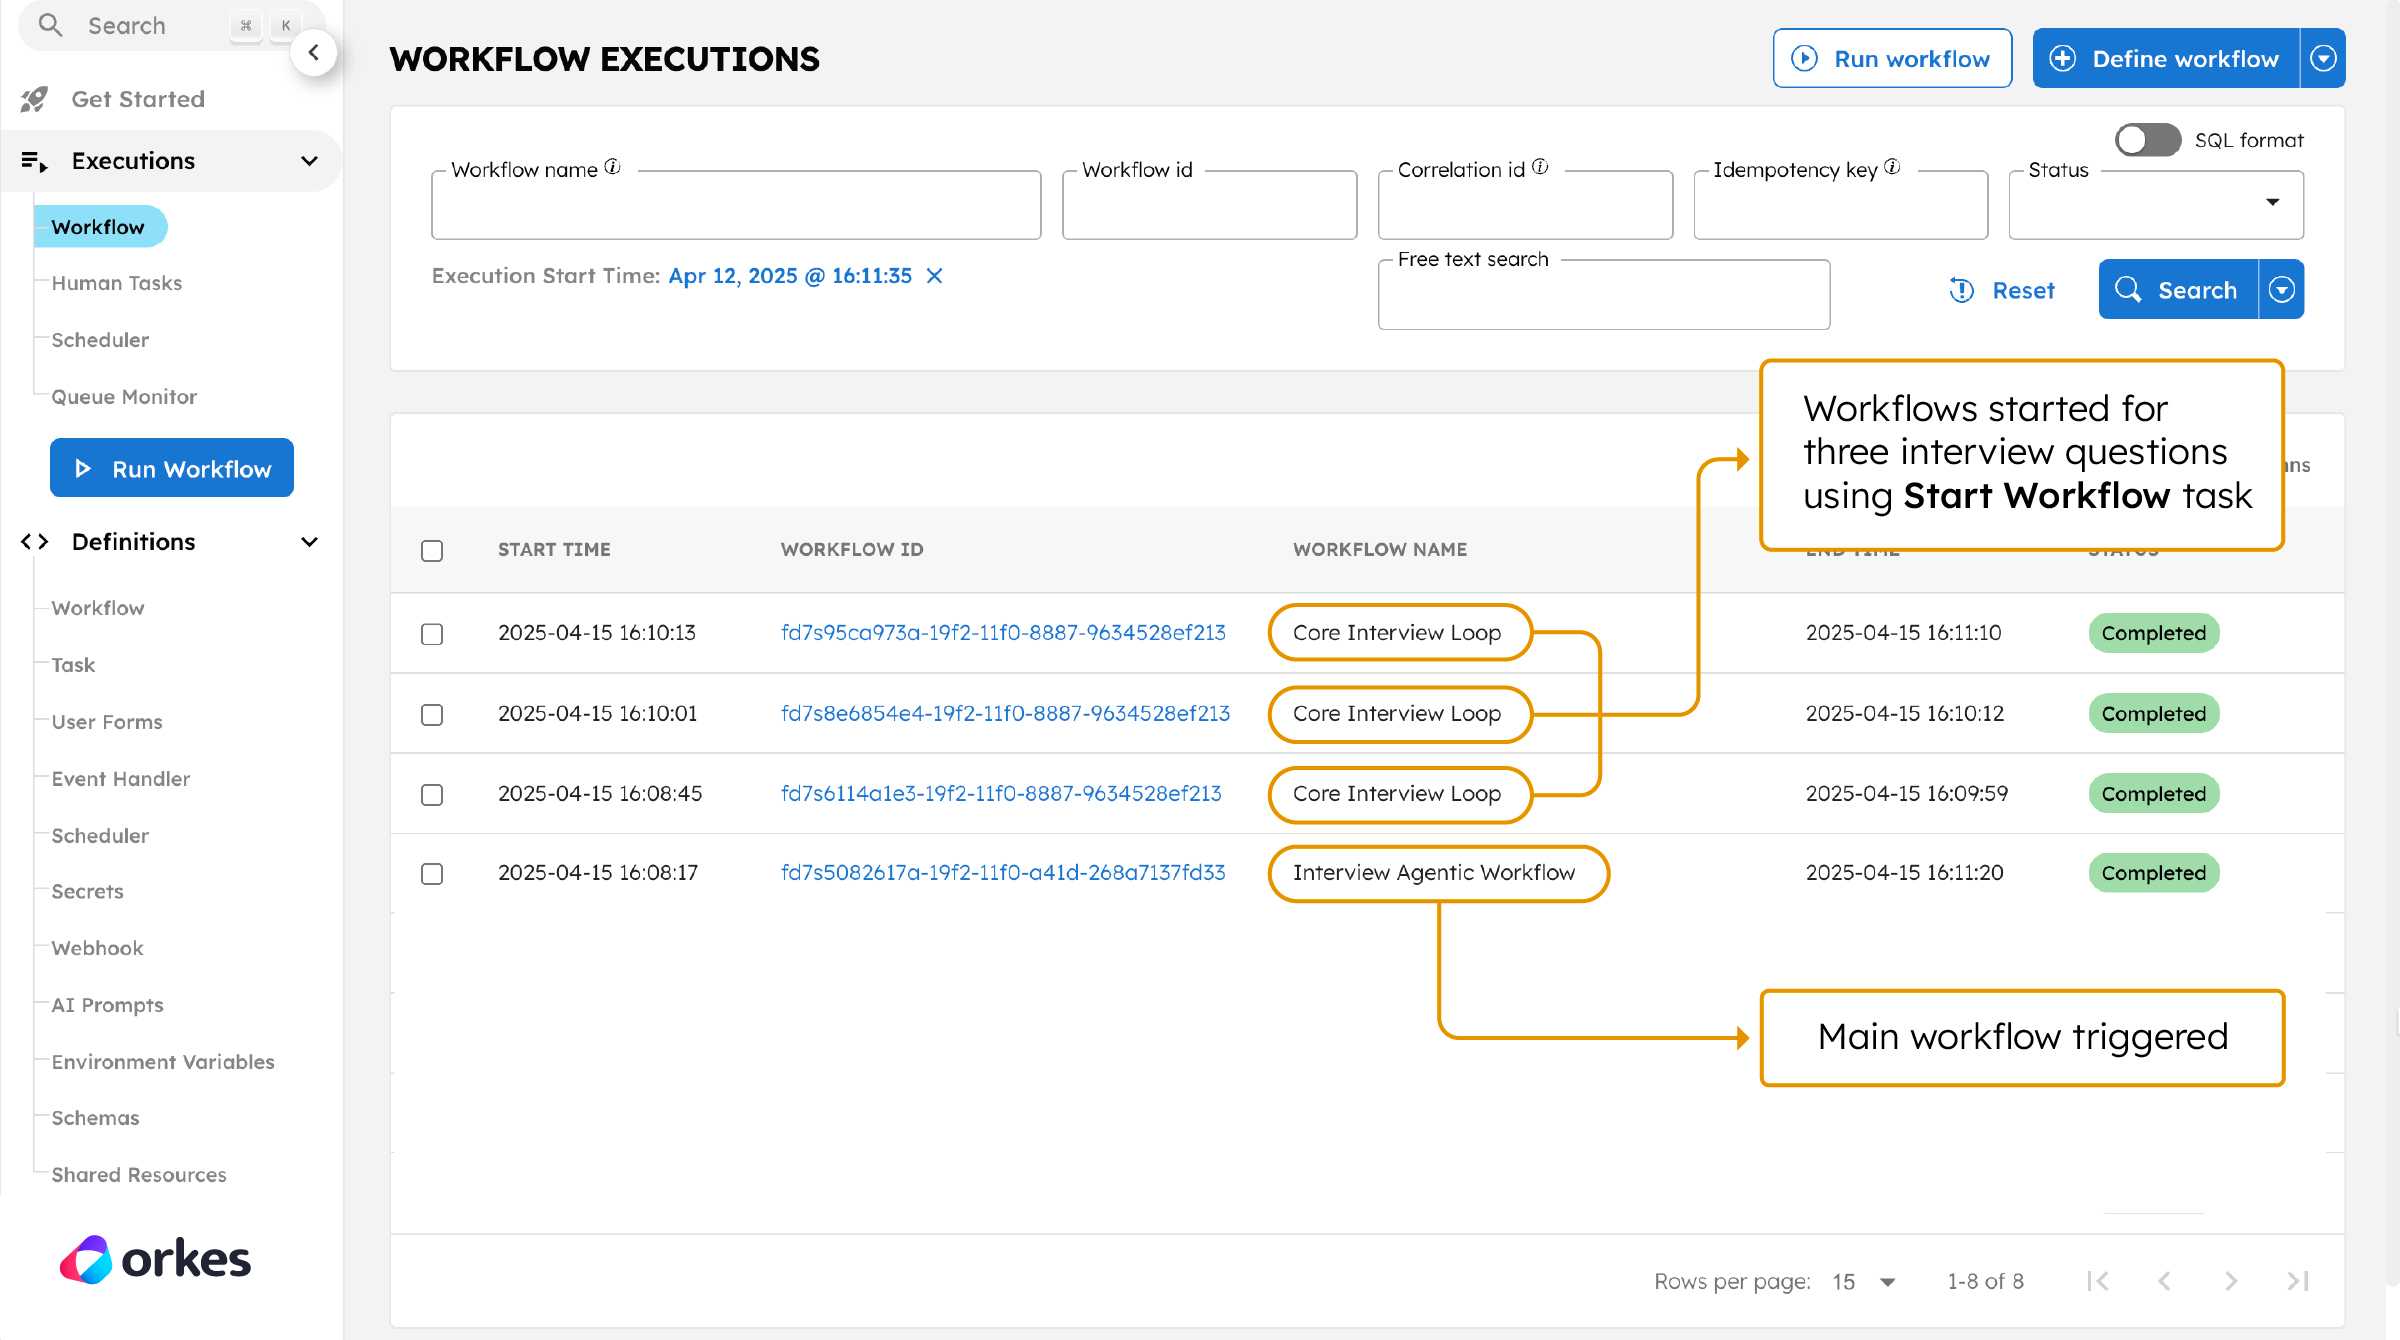 Search ⌘ K
Get Started
Executions
Workflow
Human Tasks
Scheduler
Queue Monitor
Run Workflow
Definitions
Workflow
Task
User Forms
Event Handler
Scheduler
Secrets
Webhook
AI Prompts
Environment Variables
Schemas
Shared Resources
orkes
WORKFLOW EXECUTIONS
Run workflow
Define workflow
SQL format
Workflow name
Workflow id
Correlation id
Idempotency key
Status
Execution Start Time: Apr 12, 2025 @ 16:11:35
Free text search
Reset
Search
Workflows started for
three interview questions
using Start Workflow task
START TIME WORKFLOW ID WORKFLOW NAME END TIME STATUS
2025-04-15 16:10:13 fd7s95ca973a-19f2-11f0-8887-9634528ef213 Core Interview Loop 2025-04-15 16:11:10 Completed
2025-04-15 16:10:01 fd7s8e6854e4-19f2-11f0-8887-9634528ef213 Core Interview Loop 2025-04-15 16:10:12 Completed
2025-04-15 16:08:45 fd7s6114a1e3-19f2-11f0-8887-9634528ef213 Core Interview Loop 2025-04-15 16:09:59 Completed
2025-04-15 16:08:17 fd7s5082617a-19f2-11f0-a41d-268a7137fd33 Interview Agentic Workflow 2025-04-15 16:11:20 Completed
Main workflow triggered
Rows per page: 15 1-8 of 8